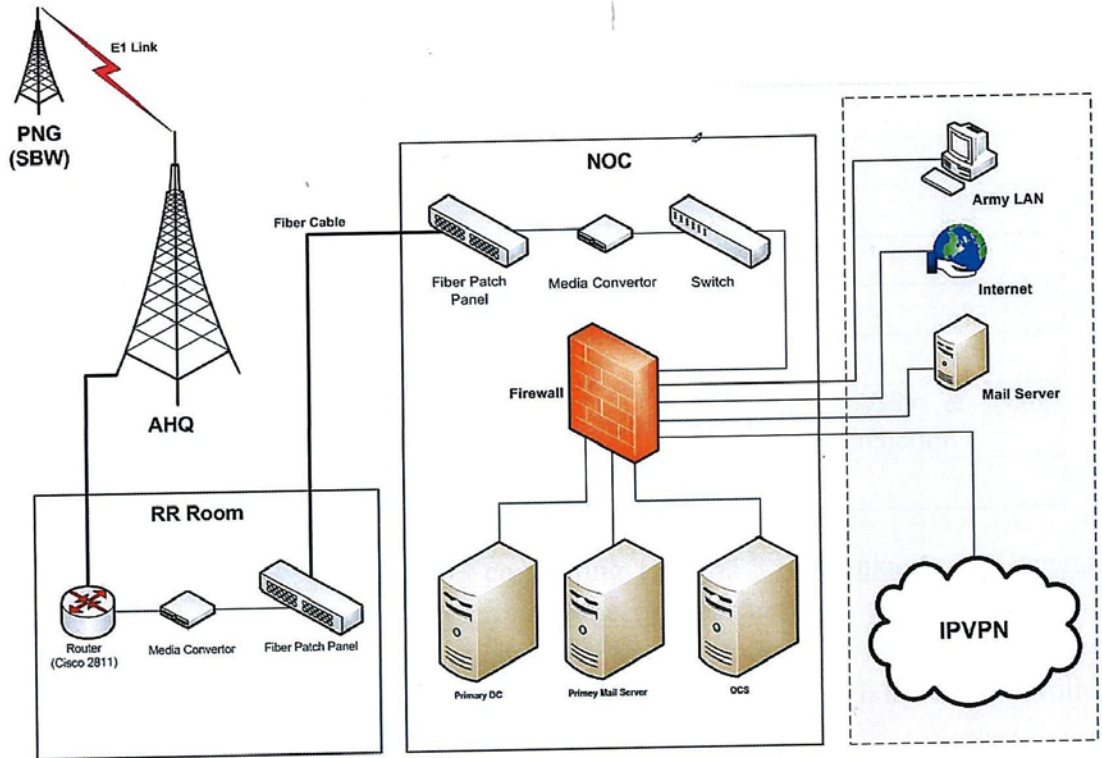 E1 Link
PNG
(SBW)
AHQ
RR Room
Router
(Cisco 2811)
Media Convertor
Fiber Patch Panel
Fiber Cable
NOC
Fiber Patch
Panel
Media Convertor
Switch
Firewall
Primary DC
Primey Mail Server
OCS
Army LAN
Internet
Mail Server
IPVPN